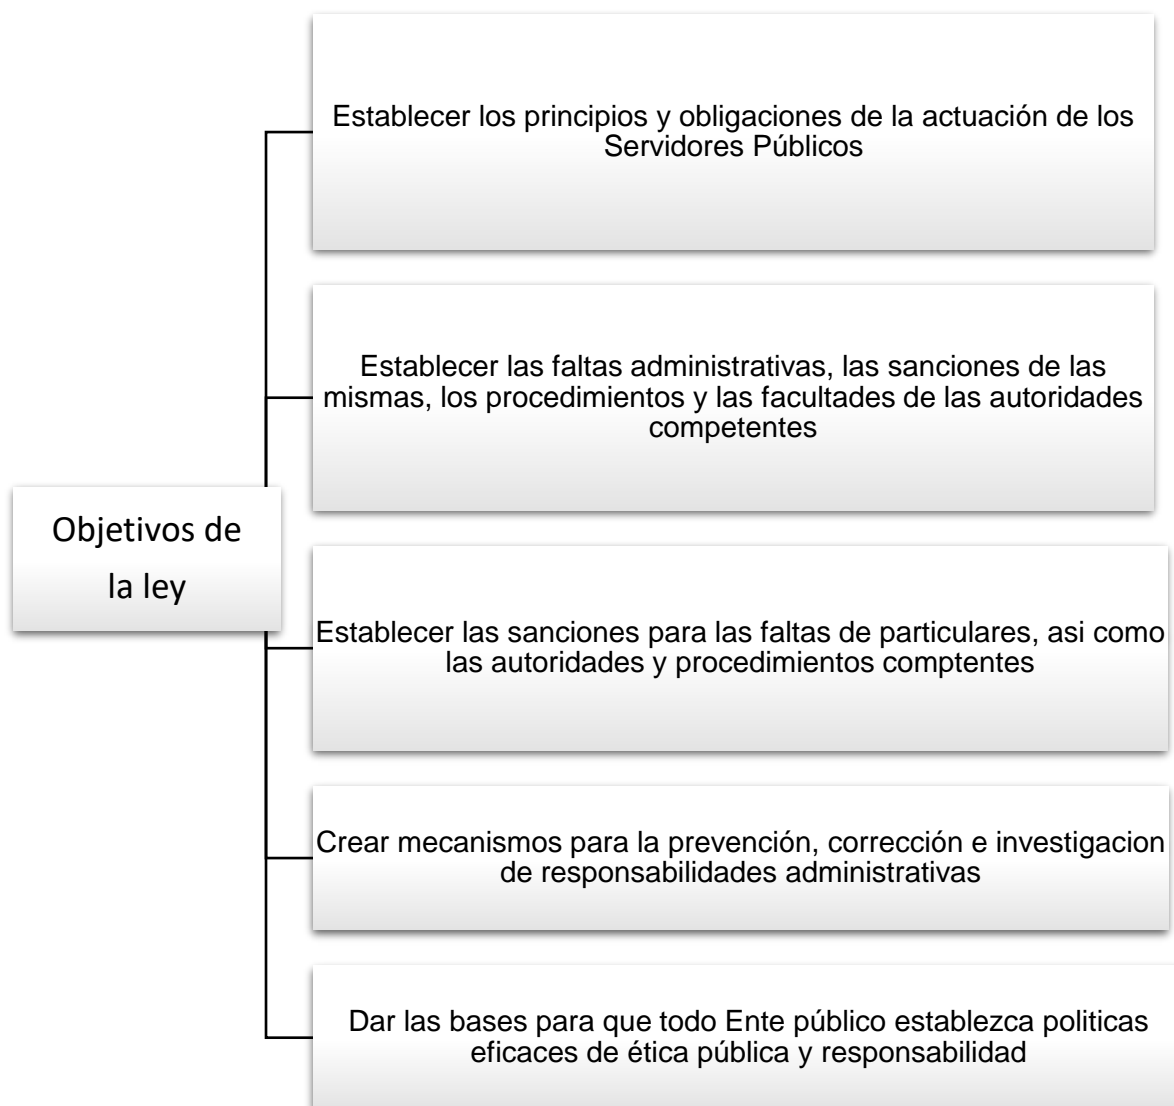 Establecer los principios y obligaciones de la actuación de los
Servidores Públicos
Establecer las faltas administrativas, las sanciones de las
mismas, los procedimientos y las facultades de las autoridades
competentes
Objetivos de
la ley
Establecer las sanciones para las faltas de particulares, asi como
las autoridades y procedimientos comptentes
Crear mecanismos para la prevención, corrección e investigacion
de responsabilidades administrativas
Dar las bases para que todo Ente público establezca politicas
eficaces de ética pública y responsabilidad